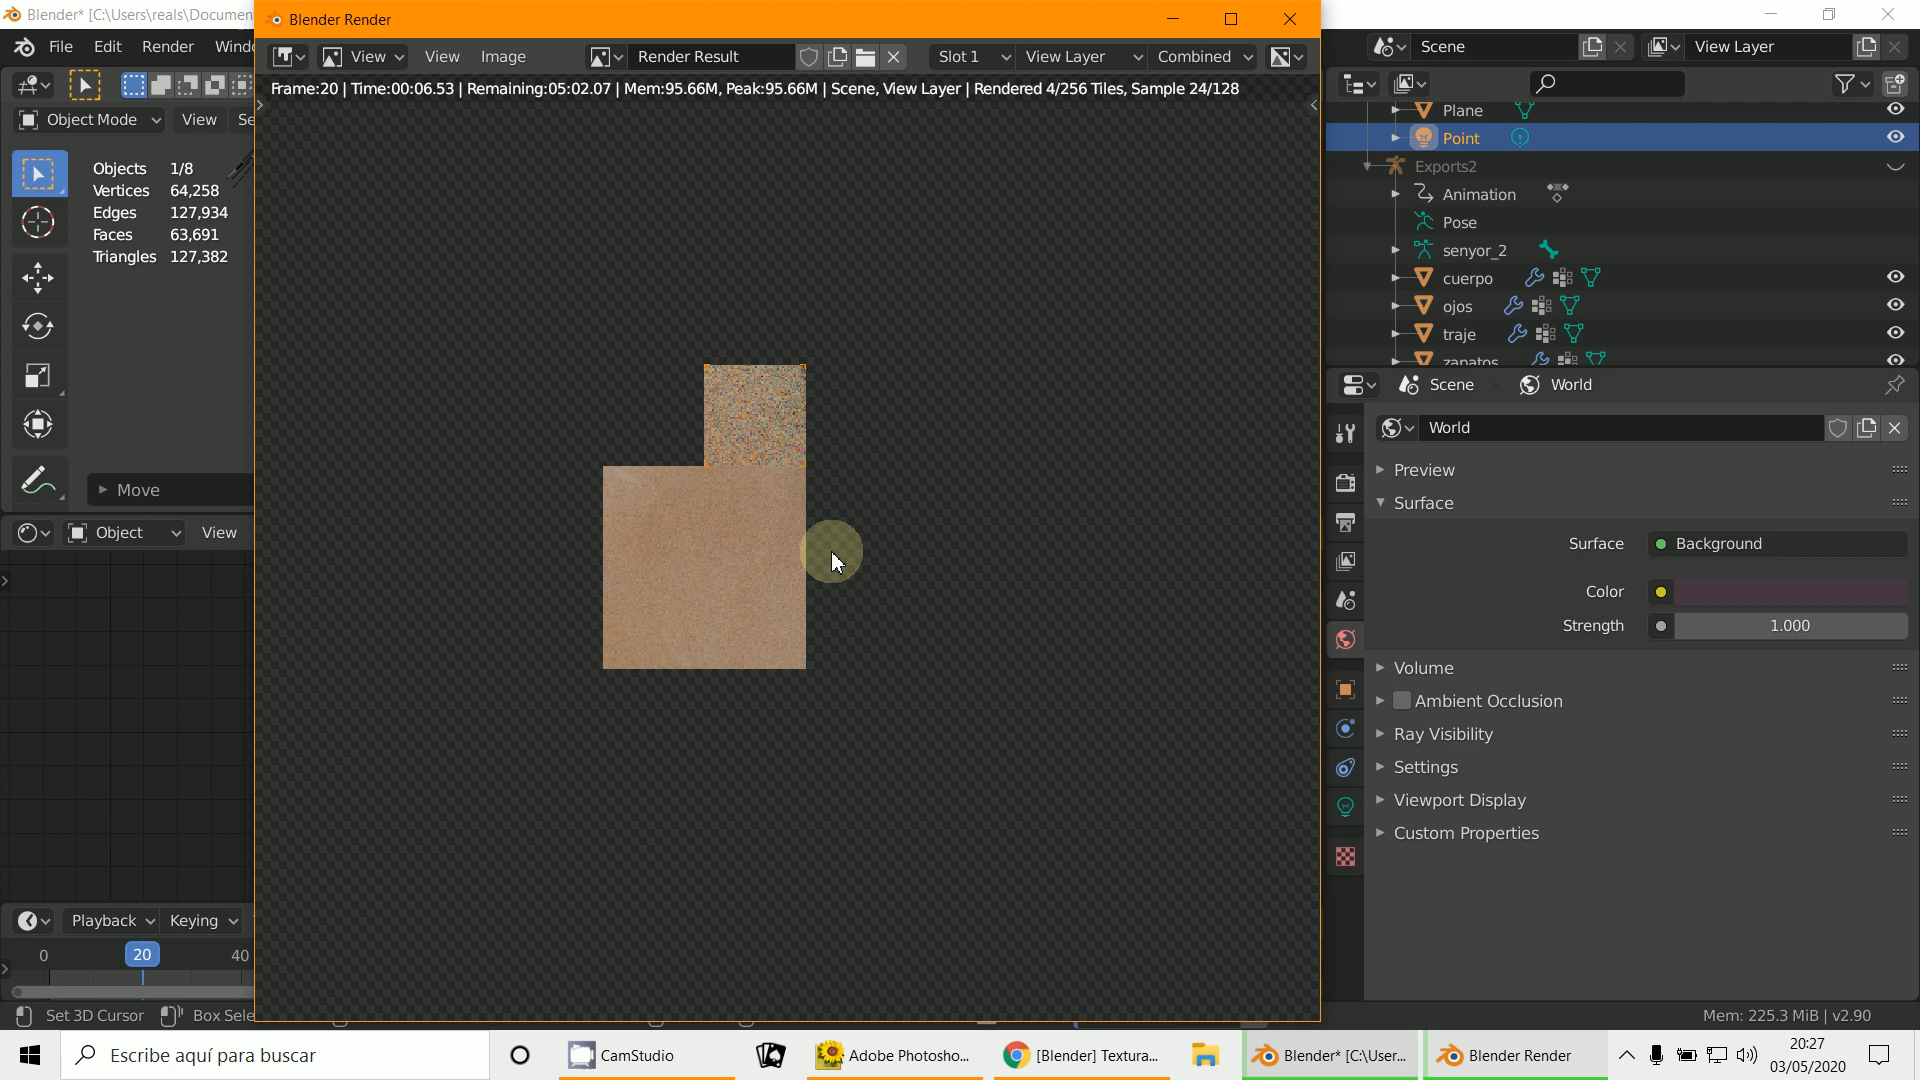 Blender* [C:\Users\reals\Documen
Blender Render
File Edit Render Wind
View View Image Render Result Slot 1 View Layer Combined
Scene View Layer
Frame:20 | Time:00:06.53 | Remaining:05:02.07 | Mem:95.66M, Peak:95.66M | Scene, View Layer | Rendered 4/256 Tiles, Sample 24/128
Object Mode View Se
Objects 1/8
Vertices 64,258
Edges 127,934
Faces 63,691
Triangles 127,382
Move
Object View
Playback Keying
0 20 40
Set 3D Cursor Box Sele
Plane
Point
Exports2
Animation
Pose
senyor_2
cuerpo
ojos
traje
zapatos
Scene World
World
Preview
Surface
Surface Background
Color
Strength 1.000
Volume
Ambient Occlusion
Ray Visibility
Settings
Viewport Display
Custom Properties
Mem: 225.3 MiB | v2.90
Escribe aquí para buscar
CamStudio
Adobe Photosho...
[Blender] Textura...
Blender* [C:\User...
Blender Render
20:27
03/05/2020